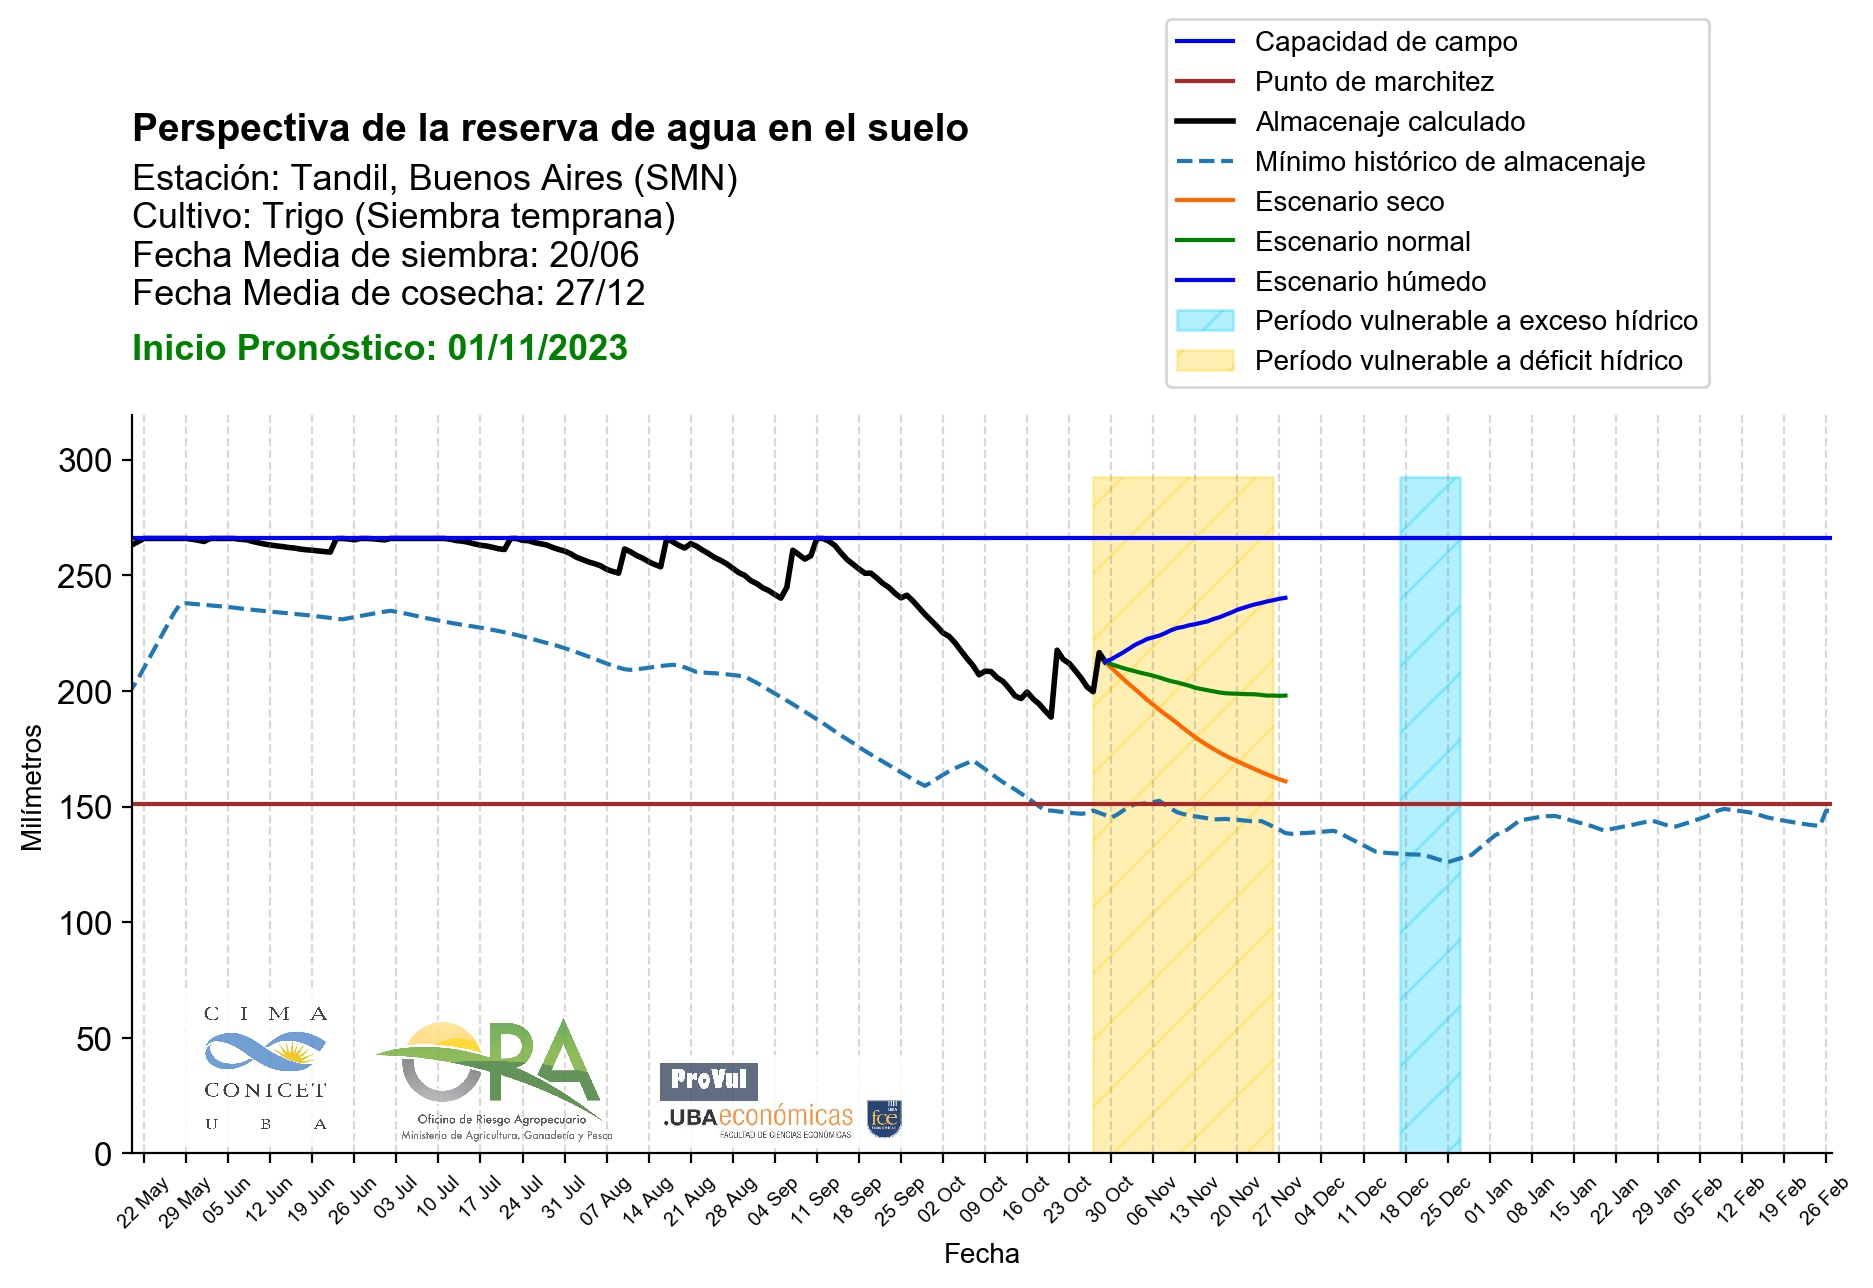 Capacidad de campo
Punto de marchitez
Almacenaje calculado
Mínimo histórico de almacenaje
Escenario seco
Escenario normal
Escenario húmedo
Período vulnerable a exceso hídrico
Período vulnerable a déficit hídrico
Perspectiva de la reserva de agua en el suelo
Estación: Tandil, Buenos Aires (SMN)
Cultivo: Trigo (Siembra temprana)
Fecha Media de siembra: 20/06
Fecha Media de cosecha: 27/12
Inicio Pronóstico: 01/11/2023
Milímetros
300
250
200
150
100
50
0
CIMA
CONICET
UBA
ORA
Oficina de Riesgo Agropecuario
Ministerio de Agricultura, Ganadería y Pesca
ProVul
.UBAeconómicas
FACULTAD DE CIENCIAS ECONÓMICAS
fce
22 May
29 May
05 Jun
12 Jun
19 Jun
26 Jun
03 Jul
10 Jul
17 Jul
24 Jul
31 Jul
07 Aug
14 Aug
21 Aug
28 Aug
04 Sep
11 Sep
18 Sep
25 Sep
02 Oct
09 Oct
16 Oct
23 Oct
30 Oct
06 Nov
13 Nov
20 Nov
27 Nov
04 Dec
11 Dec
18 Dec
25 Dec
01 Jan
08 Jan
15 Jan
22 Jan
29 Jan
05 Feb
12 Feb
19 Feb
26 Feb
Fecha